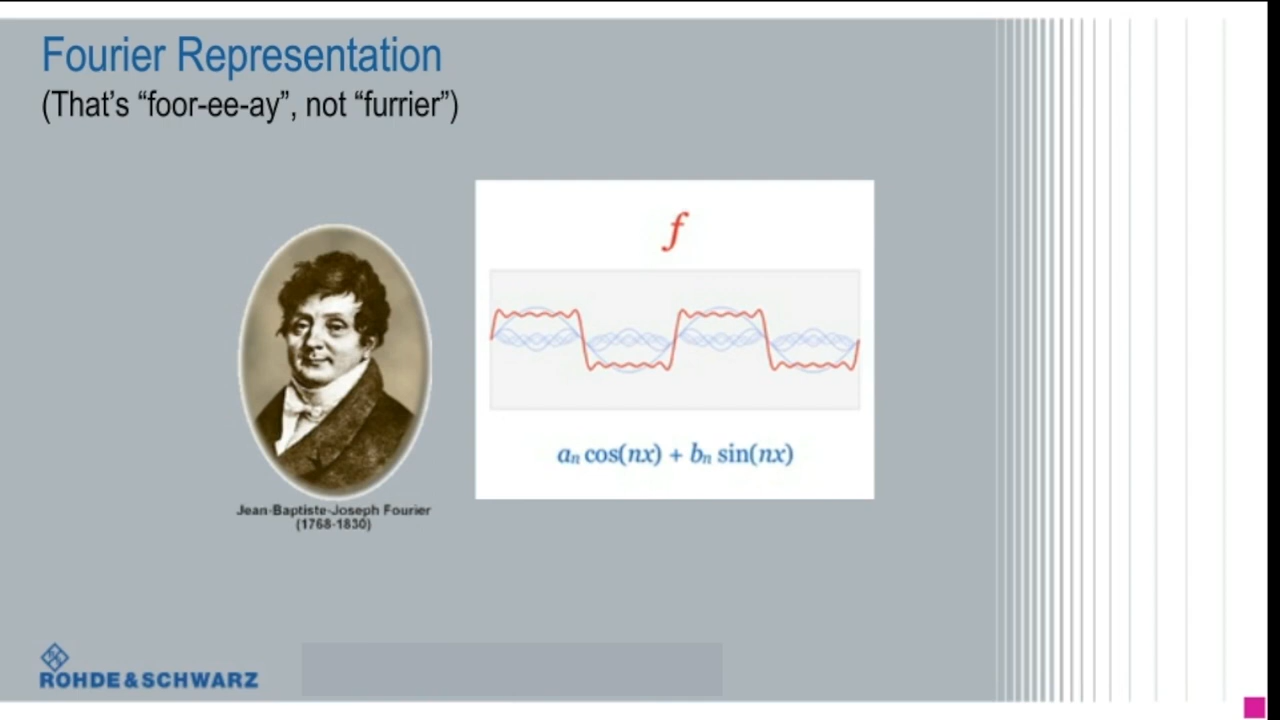 Fourier Representation
(That's “foor-ee-ay”, not “furrier”)
f
aₙ cos(nx) + bₙ sin(nx)
Jean-Baptiste-Joseph Fourier
(1768-1830)
ROHDE & SCHWARZ